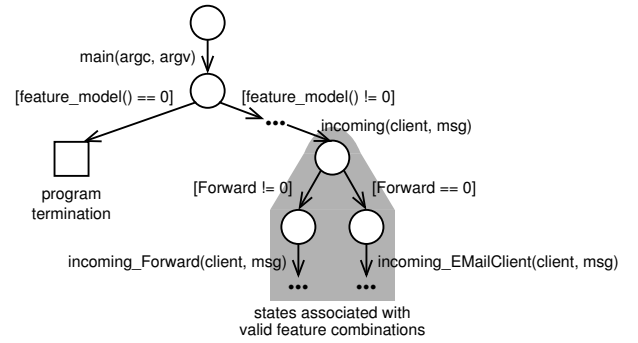 main(argc, argv)
[feature_model() == 0]
[feature_model() != 0]
•••
incoming(client, msg)
program
termination
[Forward != 0]
[Forward == 0]
incoming_Forward(client, msg)
incoming_EMailClient(client, msg)
•••
•••
states associated with
valid feature combinations